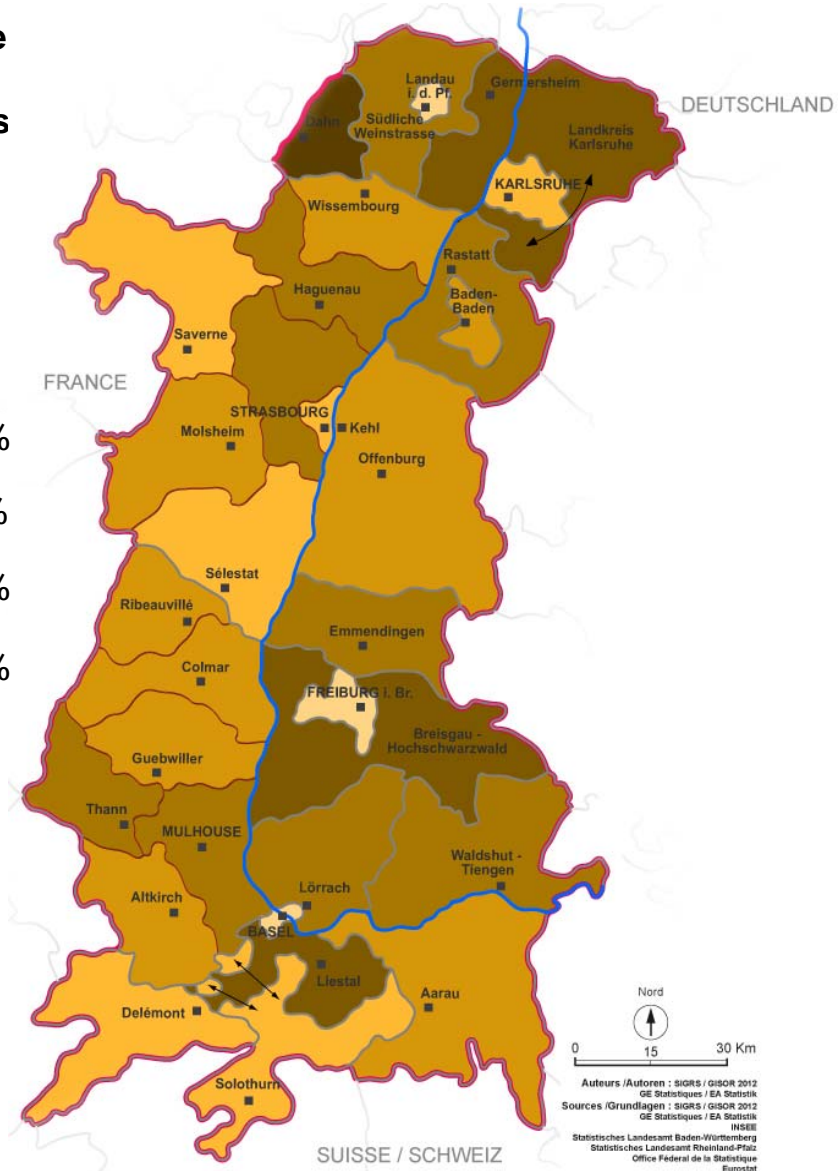 e
s
%
%
%
%
DEUTSCHLAND
FRANCE
SUISSE / SCHWEIZ
Dahn
Landau
i. d. Pf.
Südliche
Weinstrasse
Germersheim
Landkreis
Karlsruhe
KARLSRUHE
Wissembourg
Rastatt
Haguenau
Baden-
Baden
Saverne
STRASBOURG
Kehl
Molsheim
Offenburg
Sélestat
Ribeauvillé
Emmendingen
Colmar
FREIBURG i. Br.
Breisgau -
Hochschwarzwald
Guebwiller
Thann
MULHOUSE
Waldshut -
Tiengen
Altkirch
Lörrach
BASEL
Liestal
Aarau
Delémont
Solothurn
Nord
0 15 30 Km
Auteurs /Autoren : SIGRS / GISOR 2012
GE Statistiques / EA Statistik
Sources /Grundlagen : SIGRS / GISOR 2012
GE Statistiques / EA Statistik
INSEE
Statistisches Landesamt Baden-Württemberg
Statistisches Landesamt Rheinland-Pfalz
Office Féderal de la Statistique
Eurostat